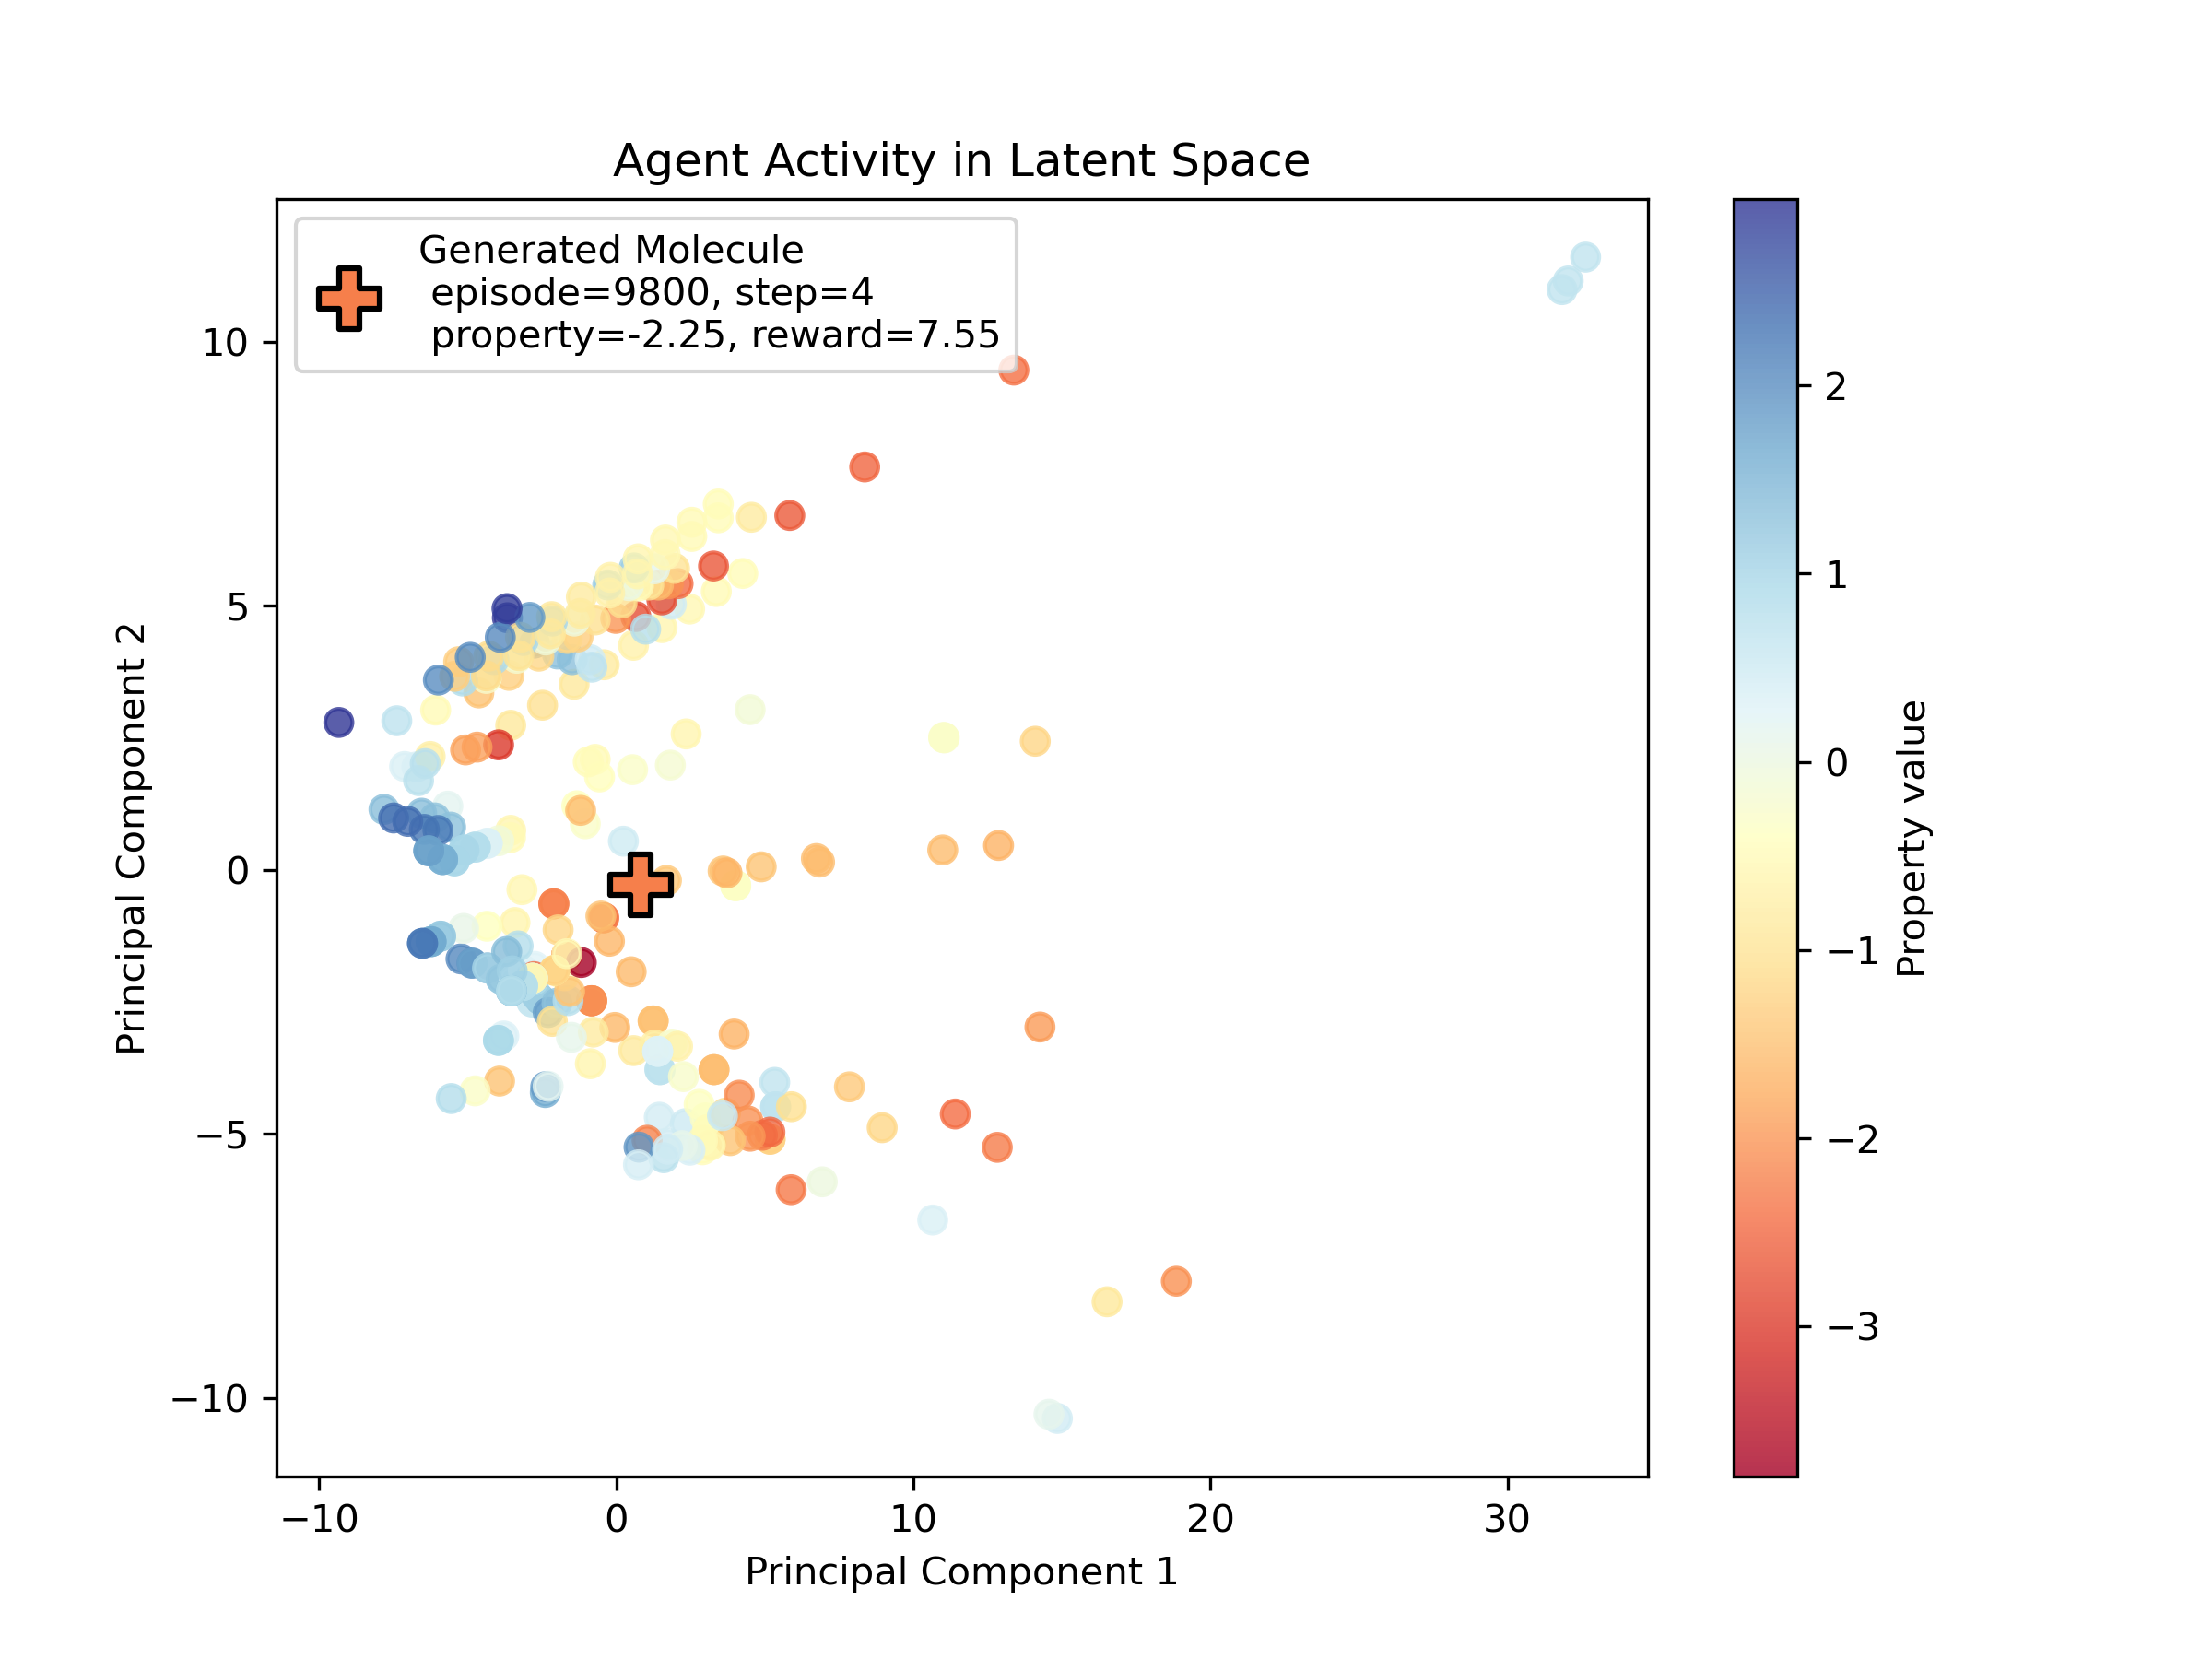 Agent Activity in Latent Space
Generated Molecule
episode=9800, step=4
property=-2.25, reward=7.55
10
5
0
−5
−10
Principal Component 2
−10
0
10
20
30
Principal Component 1
2
1
0
−1
−2
−3
Property value